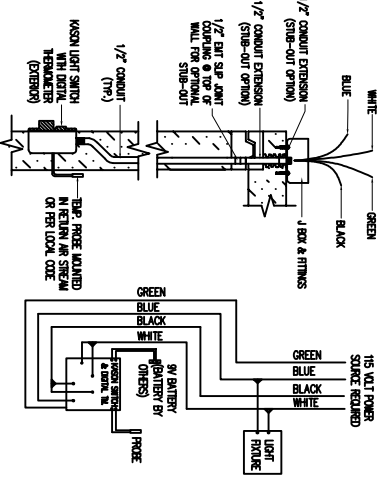 1/2" CONDUIT EXTENSION
(STUB-OUT OPTION)
1/2" CONDUIT EXTENSION
(STUB-OUT OPTION)
1/2" EMT SLIP JOINT
COUPLING @ TOP OF
WALL FOR OPTIONAL
STUB-OUT
1/2" CONDUIT
(TYP.)
KASON LIGHT SWITCH
WITH DIGITAL
THERMOMETER
(EXTERIOR)
WHITE
BLUE
GREEN
BLACK
J BOX & FITTINGS
TEMP. PROBE MOUNTED
IN RETURN AIR STREAM
OR PER LOCAL CODE
115 VOLT POWER
SOURCE REQUIRED
GREEN
BLUE
BLACK
WHITE
GREEN
BLUE
BLACK
WHITE
LIGHT
FIXTURE
9V BATTERY
(BATTERY BY
OTHERS)
KASON SWITCH
& DIGITAL TM.
PROBE